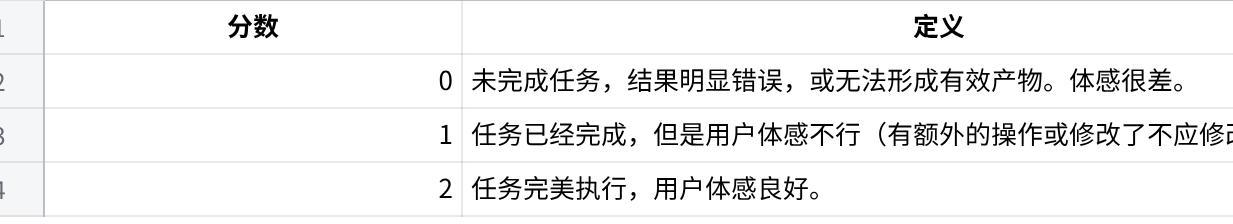 分数 定义
2 0 未完成任务，结果明显错误，或无法形成有效产物。体感很差。
3 1 任务已经完成，但是用户体感不行（有额外的操作或修改了不应修
4 2 任务完美执行，用户体感良好。